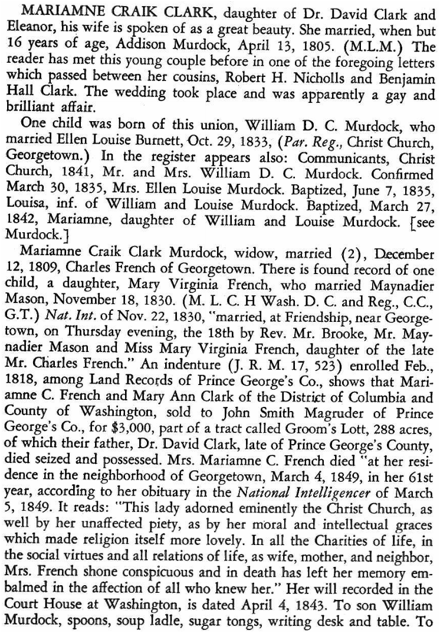 MARIAMNE CRAIK CLARK, daughter of Dr. David Clark and
Eleanor, his wife is spoken of as a great beauty. She married, when but
16 years of age, Addison Murdock, April 13, 1805. (M.L.M.) The
reader has met this young couple before in one of the foregoing letters
which passed between her cousins, Robert H. Nicholls and Benjamin
Hall Clark. The wedding took place and was apparently a gay and
brilliant affair.
One child was born of this union, William D. C. Murdock, who
married Ellen Louise Burnett, Oct. 29, 1833, (Par. Reg., Christ Church,
Georgetown.) In the register appears also: Communicants, Christ
Church, 1841, Mr. and Mrs. William D. C. Murdock. Confirmed
March 30, 1835, Mrs. Ellen Louise Murdock. Baptized, June 7, 1835,
Louisa, inf. of William and Louise Murdock. Baptized, March 27,
1842, Mariamne, daughter of William and Louise Murdock. [see
Murdock.]
Mariamne Craik Clark Murdock, widow, married (2), December
12, 1809, Charles French of Georgetown. There is found record of one
child, a daughter, Mary Virginia French, who married Maynadier
Mason, November 18, 1830. (M. L. C. H Wash. D. C. and Reg., C.C.,
G.T.) Nat. Int. of Nov. 22, 1830, "married, at Friendship, near George-
town, on Thursday evening, the 18th by Rev. Mr. Brooke, Mr. May-
nadier Mason and Miss Mary Virginia French, daughter of the late
Mr. Charles French." An indenture (J. R. M. 17, 523) enrolled Feb.,
1818, among Land Records of Prince George's Co., shows that Mari-
amne C. French and Mary Ann Clark of the District of Columbia and
County of Washington, sold to John Smith Magruder of Prince
George's Co., for $3,000, part of a tract called Groom's Lott, 288 acres,
of which their father, Dr. David Clark, late of Prince George's County,
died seized and possessed. Mrs. Mariamne C. French died "at her resi-
dence in the neighborhood of Georgetown, March 4, 1849, in her 61st
year, according to her obituary in the National Intelligencer of March
5, 1849. It reads: "This lady adorned eminently the Christ Church, as
well by her unaffected piety, as by her moral and intellectual graces
which made religion itself more lovely. In all the Charities of life, in
the social virtues and all relations of life, as wife, mother, and neighbor,
Mrs. French shone conspicuous and in death has left her memory em-
balmed in the affection of all who knew her." Her will recorded in the
Court House at Washington, is dated April 4, 1843. To son William
Murdock, spoons, soup ladle, sugar tongs, writing desk and table. To